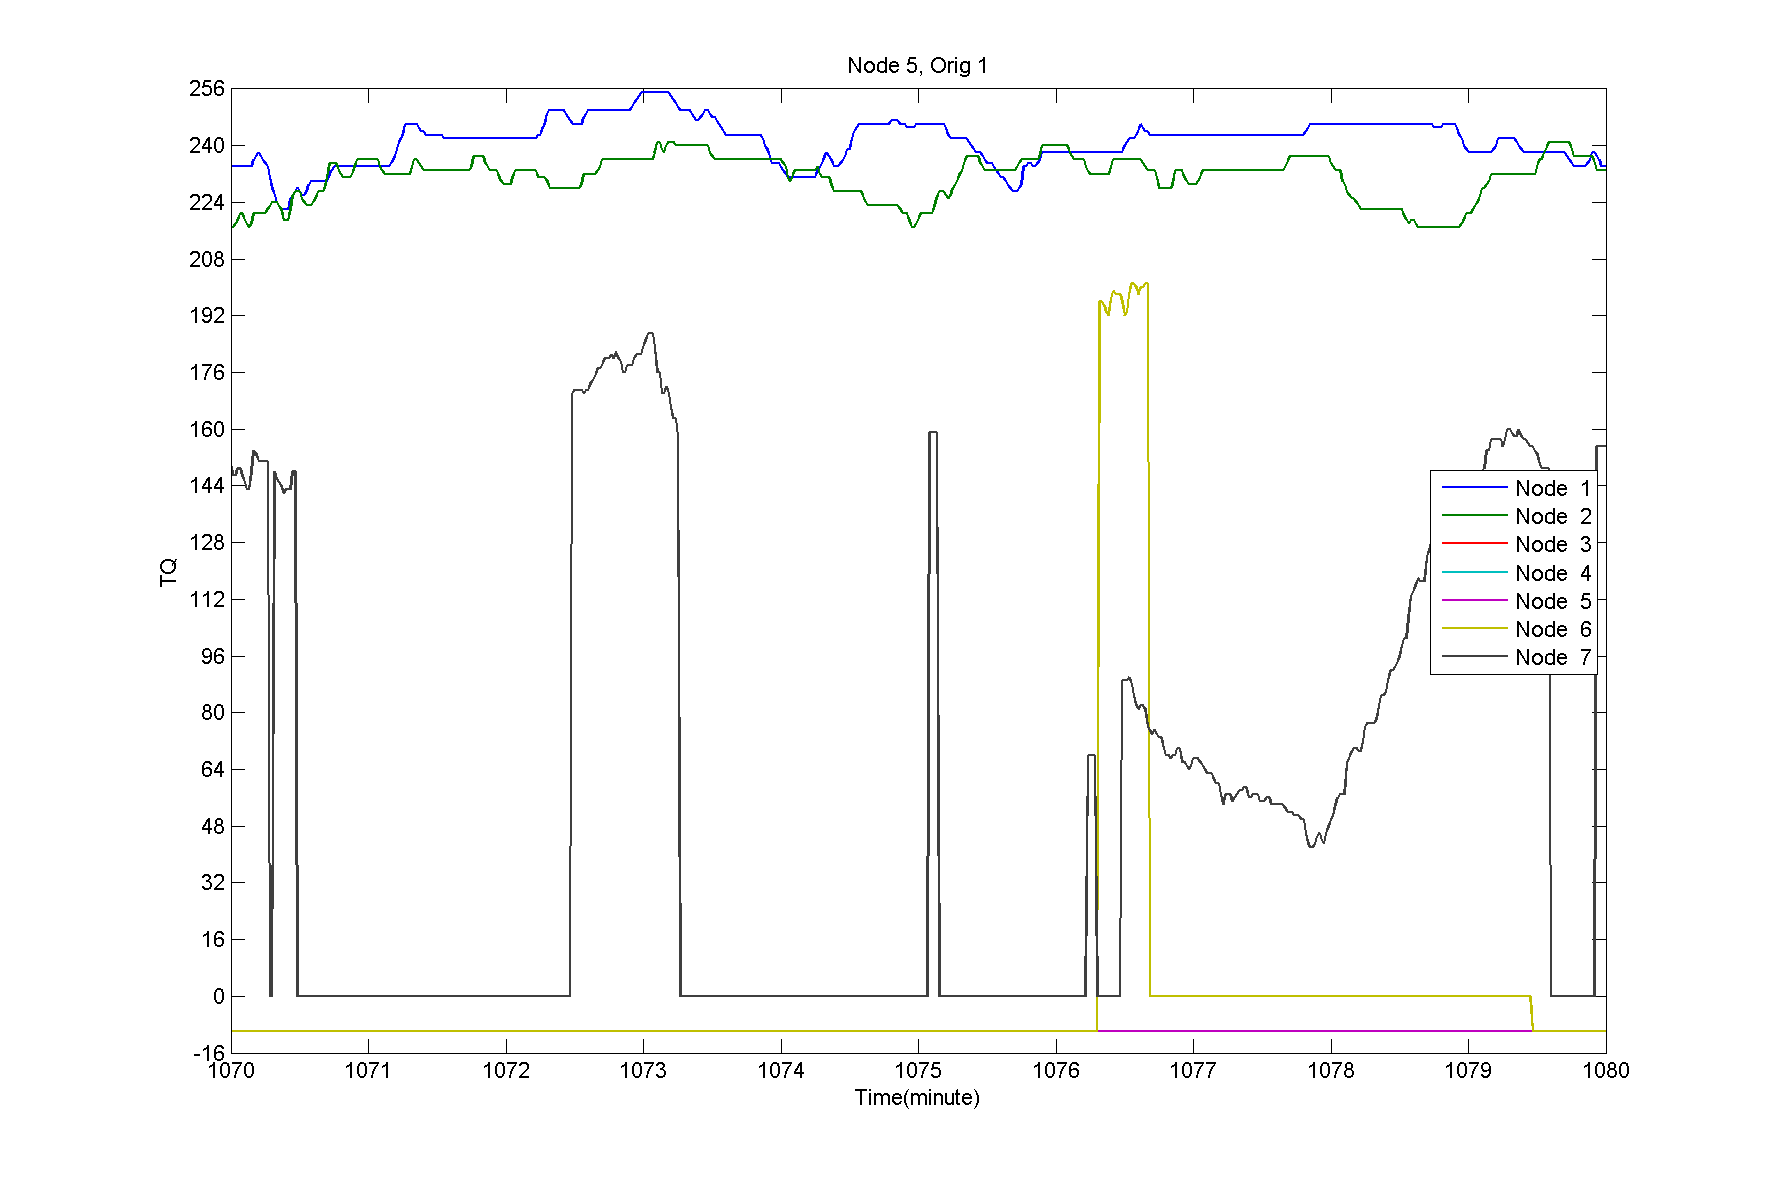 Node 5, Orig 1
256
240
224
208
192
176
160
144
128
112
96
80
64
48
32
16
0
-16
TQ
Node 1
Node 2
Node 3
Node 4
Node 5
Node 6
Node 7
1070 1071 1072 1073 1074 1075 1076 1077 1078 1079 1080
Time(minute)